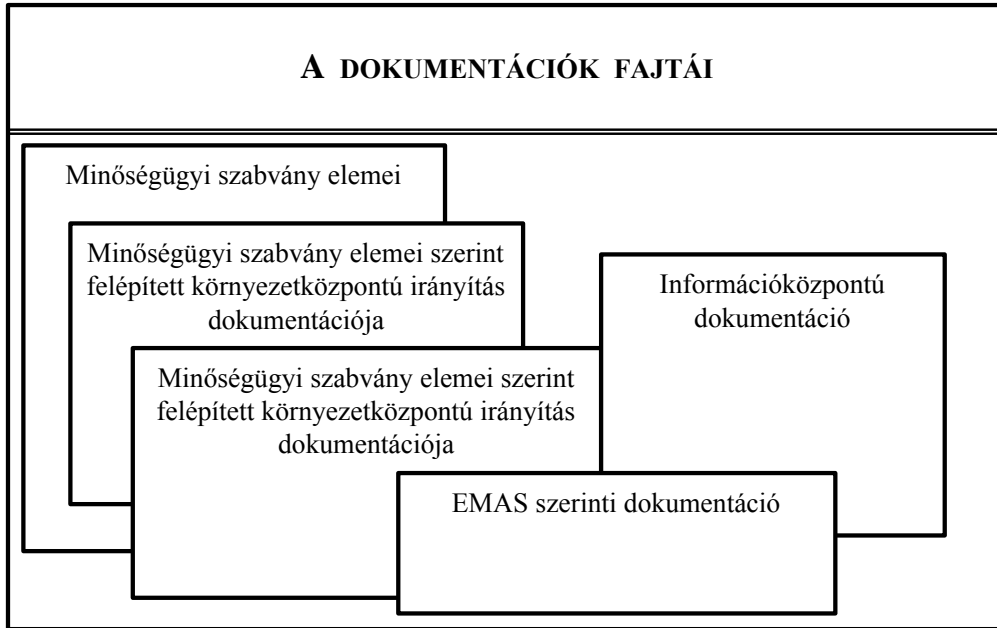 A DOKUMENTÁCIÓK FAJTÁI
Minőségügyi szabvány elemei
Minőségügyi szabvány elemei szerint
felépített környezetközpontú irányítás
dokumentációja
Információközpontú
dokumentáció
Minőségügyi szabvány elemei szerint
felépített környezetközpontú irányítás
dokumentációja
EMAS szerinti dokumentáció